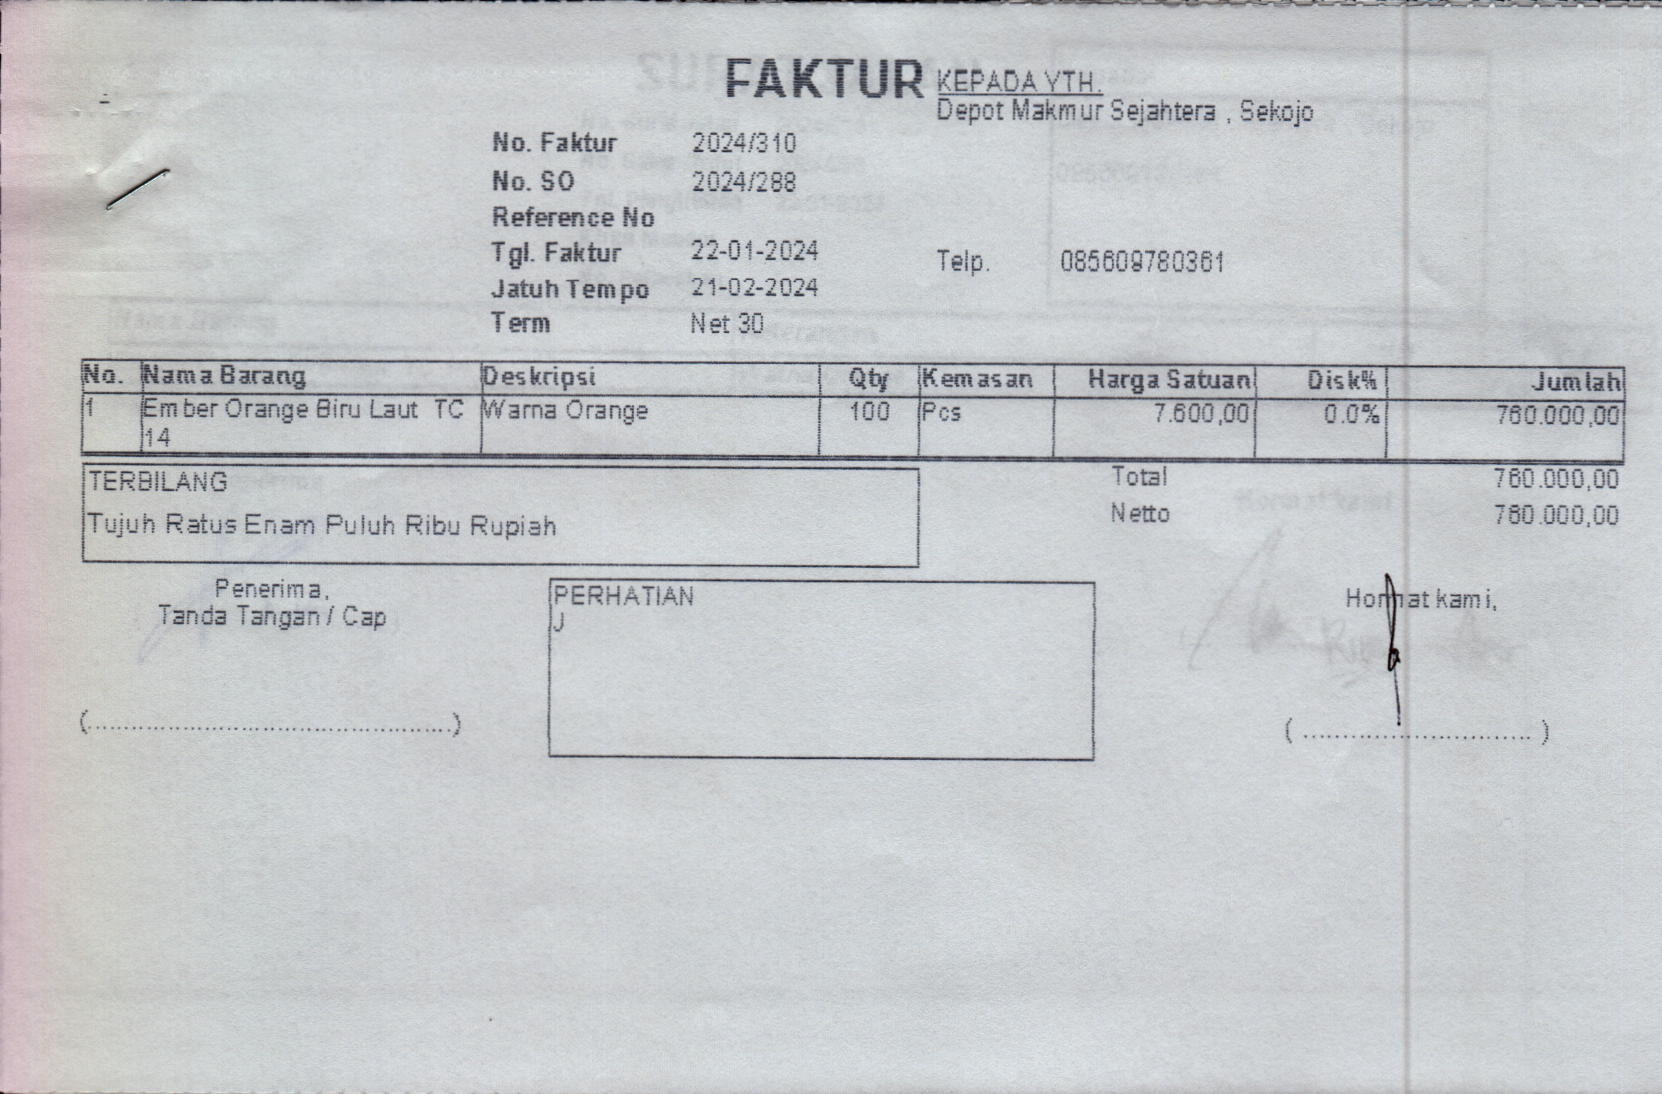 FAKTUR
KEPADA YTH.
Depot Makmur Sejahtera , Sekojo
No. Faktur 2024/310
No. SO 2024/288
Reference No
Tgl. Faktur 22-01-2024
Telp. 085609780361
Jatuh Tempo 21-02-2024
Term Net 30
No. Nama Barang Deskripsi Qty Kemasan Harga Satuan Disk% Jumlah
1 Ember Orange Biru Laut TC Warna Orange 100 Pcs 7.600,00 0.0% 760.000,00
14
TERBILANG
Total 760.000,00
Tujuh Ratus Enam Puluh Ribu Rupiah
Netto 760.000,00
Penerima,
Tanda Tangan / Cap
PERHATIAN
J
Hormat kami,
(..................................................)
( ............................... )